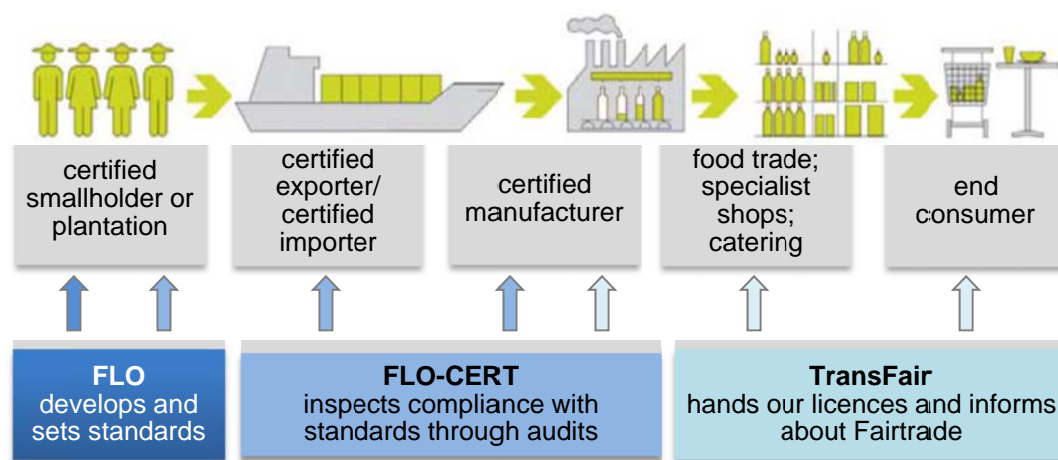 certified
smallholder or
plantation
certified
exporter/
certified
importer
certified
manufacturer
food trade;
specialist
shops;
catering
end
consumer
FLO
develops and
sets standards
FLO-CERT
inspects compliance with
standards through audits
TransFair
hands our licences and informs
about Fairtrade